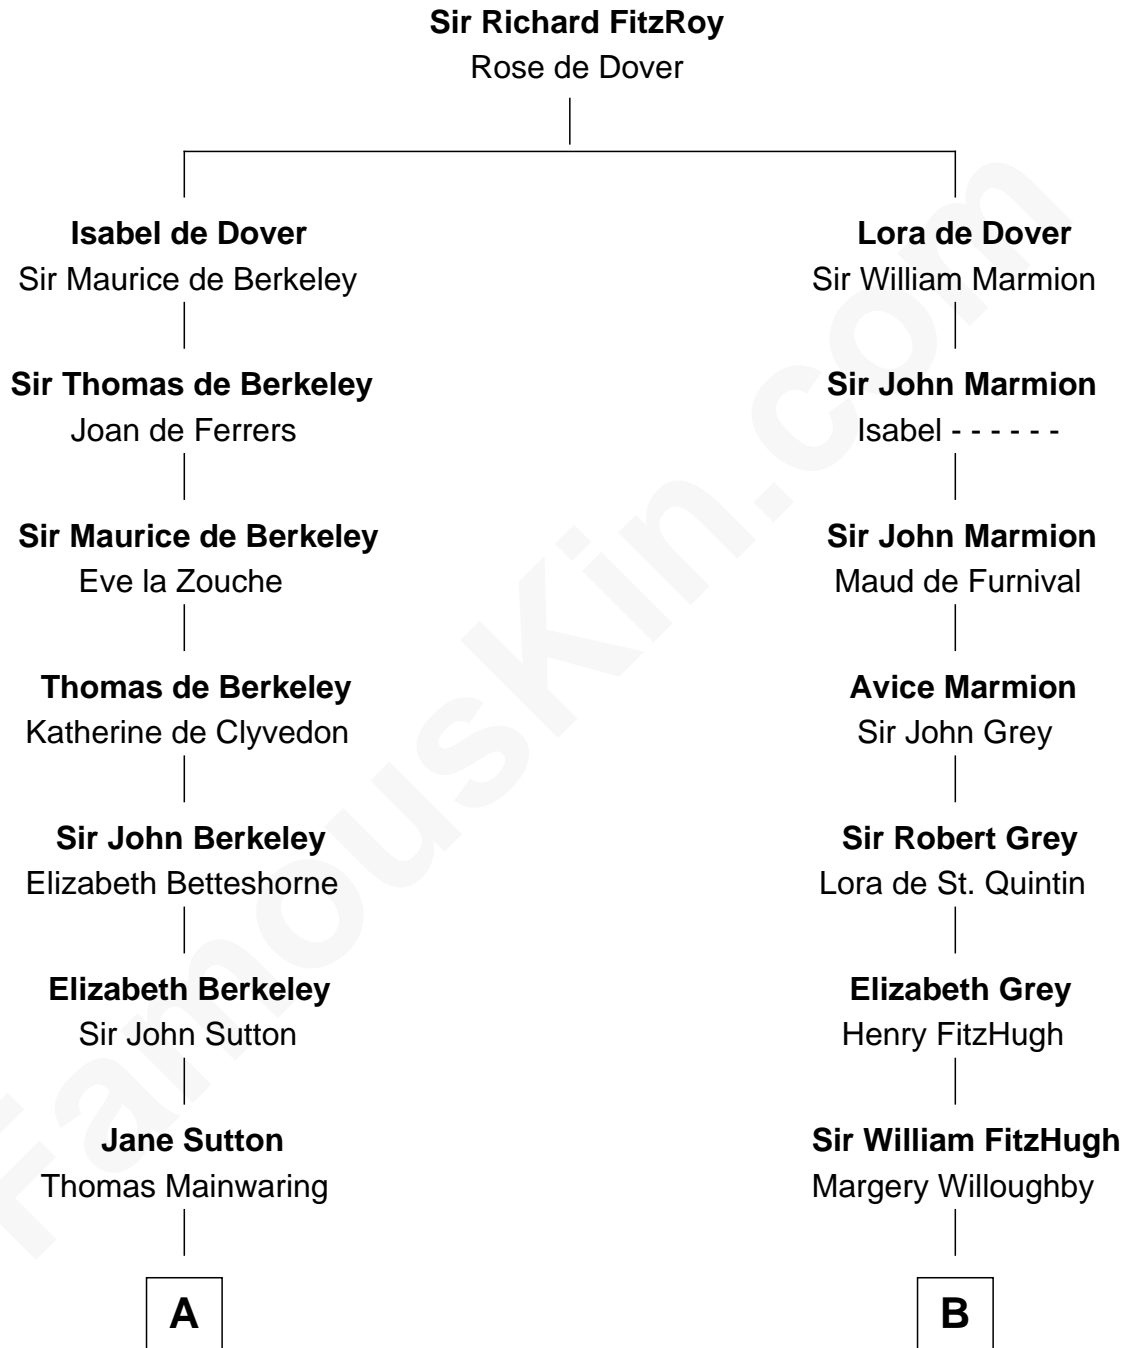 Sir Richard FitzRoy
Rose de Dover
Isabel de Dover
Sir Maurice de Berkeley
Lora de Dover
Sir William Marmion
Sir Thomas de Berkeley
Joan de Ferrers
Sir John Marmion
Isabel - - - - - -
Sir Maurice de Berkeley
Eve la Zouche
Sir John Marmion
Maud de Furnival
Thomas de Berkeley
Katherine de Clyvedon
Avice Marmion
Sir John Grey
Sir John Berkeley
Elizabeth Betteshorne
Sir Robert Grey
Lora de St. Quintin
Elizabeth Berkeley
Sir John Sutton
Elizabeth Grey
Henry FitzHugh
Jane Sutton
Thomas Mainwaring
Sir William FitzHugh
Margery Willoughby
A
B
FamousKin.com